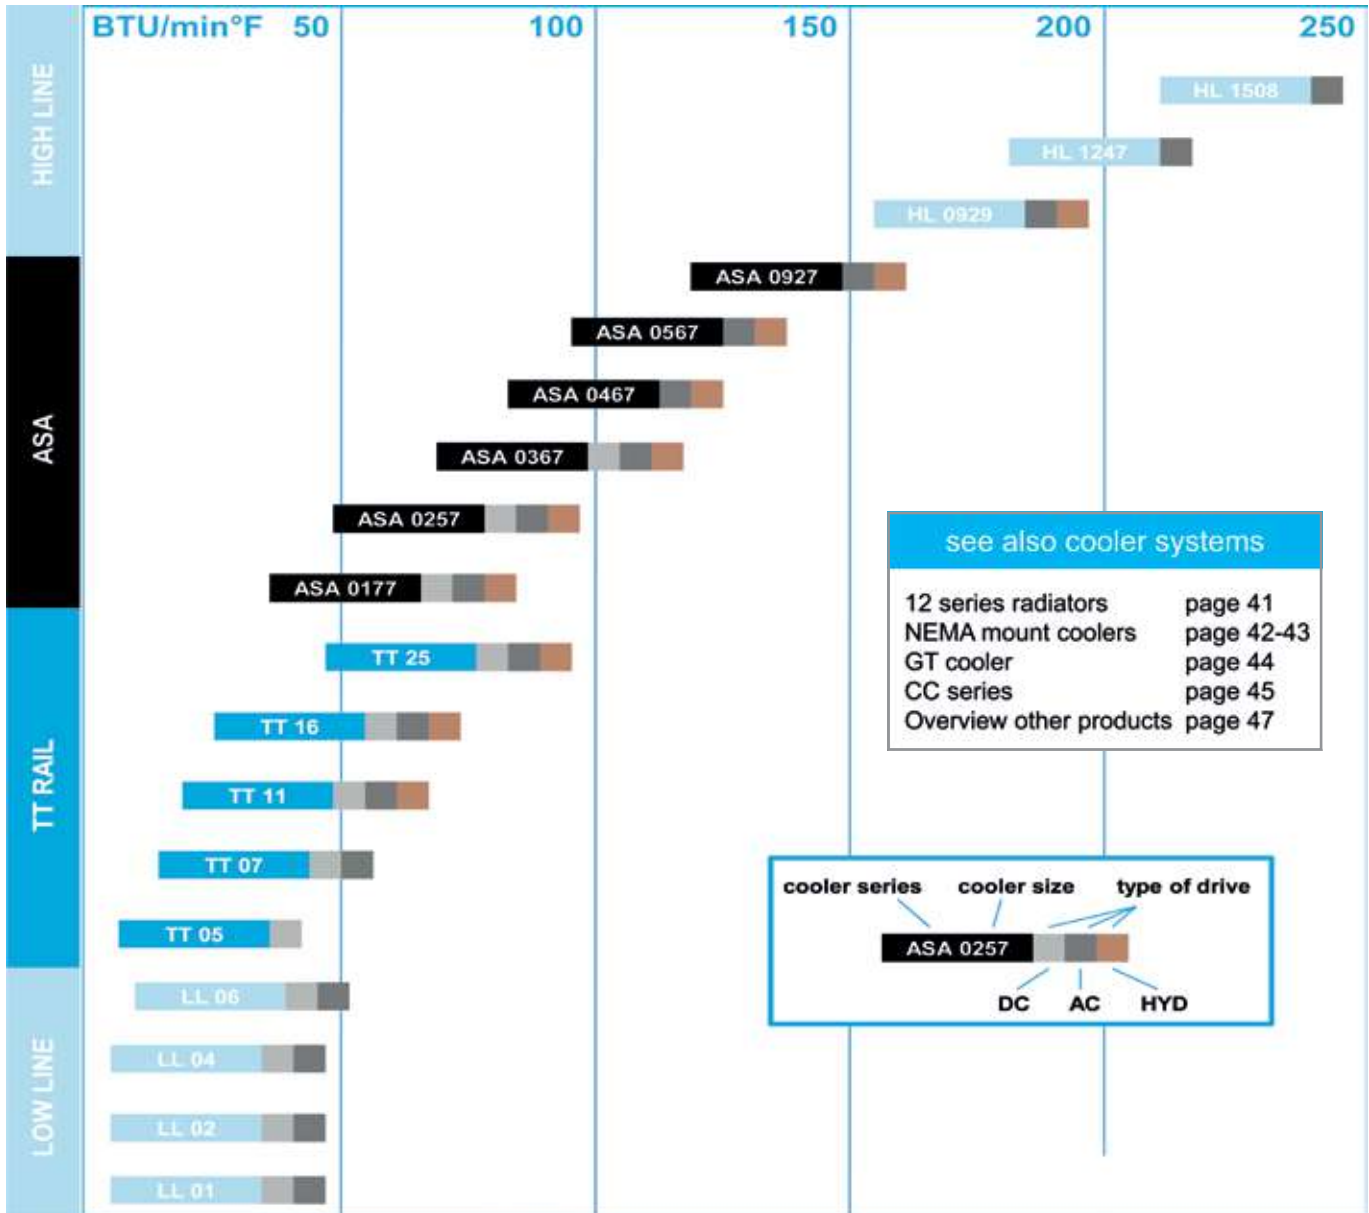 BTU/min°F 50 100 150 200 250
HIGH LINE
HL 1508
HL 1247
HL 0929
ASA
ASA 0927
ASA 0567
ASA 0467
ASA 0367
ASA 0257
ASA 0177
TT RAIL
TT 25
TT 16
TT 11
TT 07
TT 05
LOW LINE
LL 06
LL 04
LL 02
LL 01
see also cooler systems
12 series radiators page 41
NEMA mount coolers page 42-43
GT cooler page 44
CC series page 45
Overview other products page 47
cooler series cooler size type of drive
ASA 0257
DC AC HYD